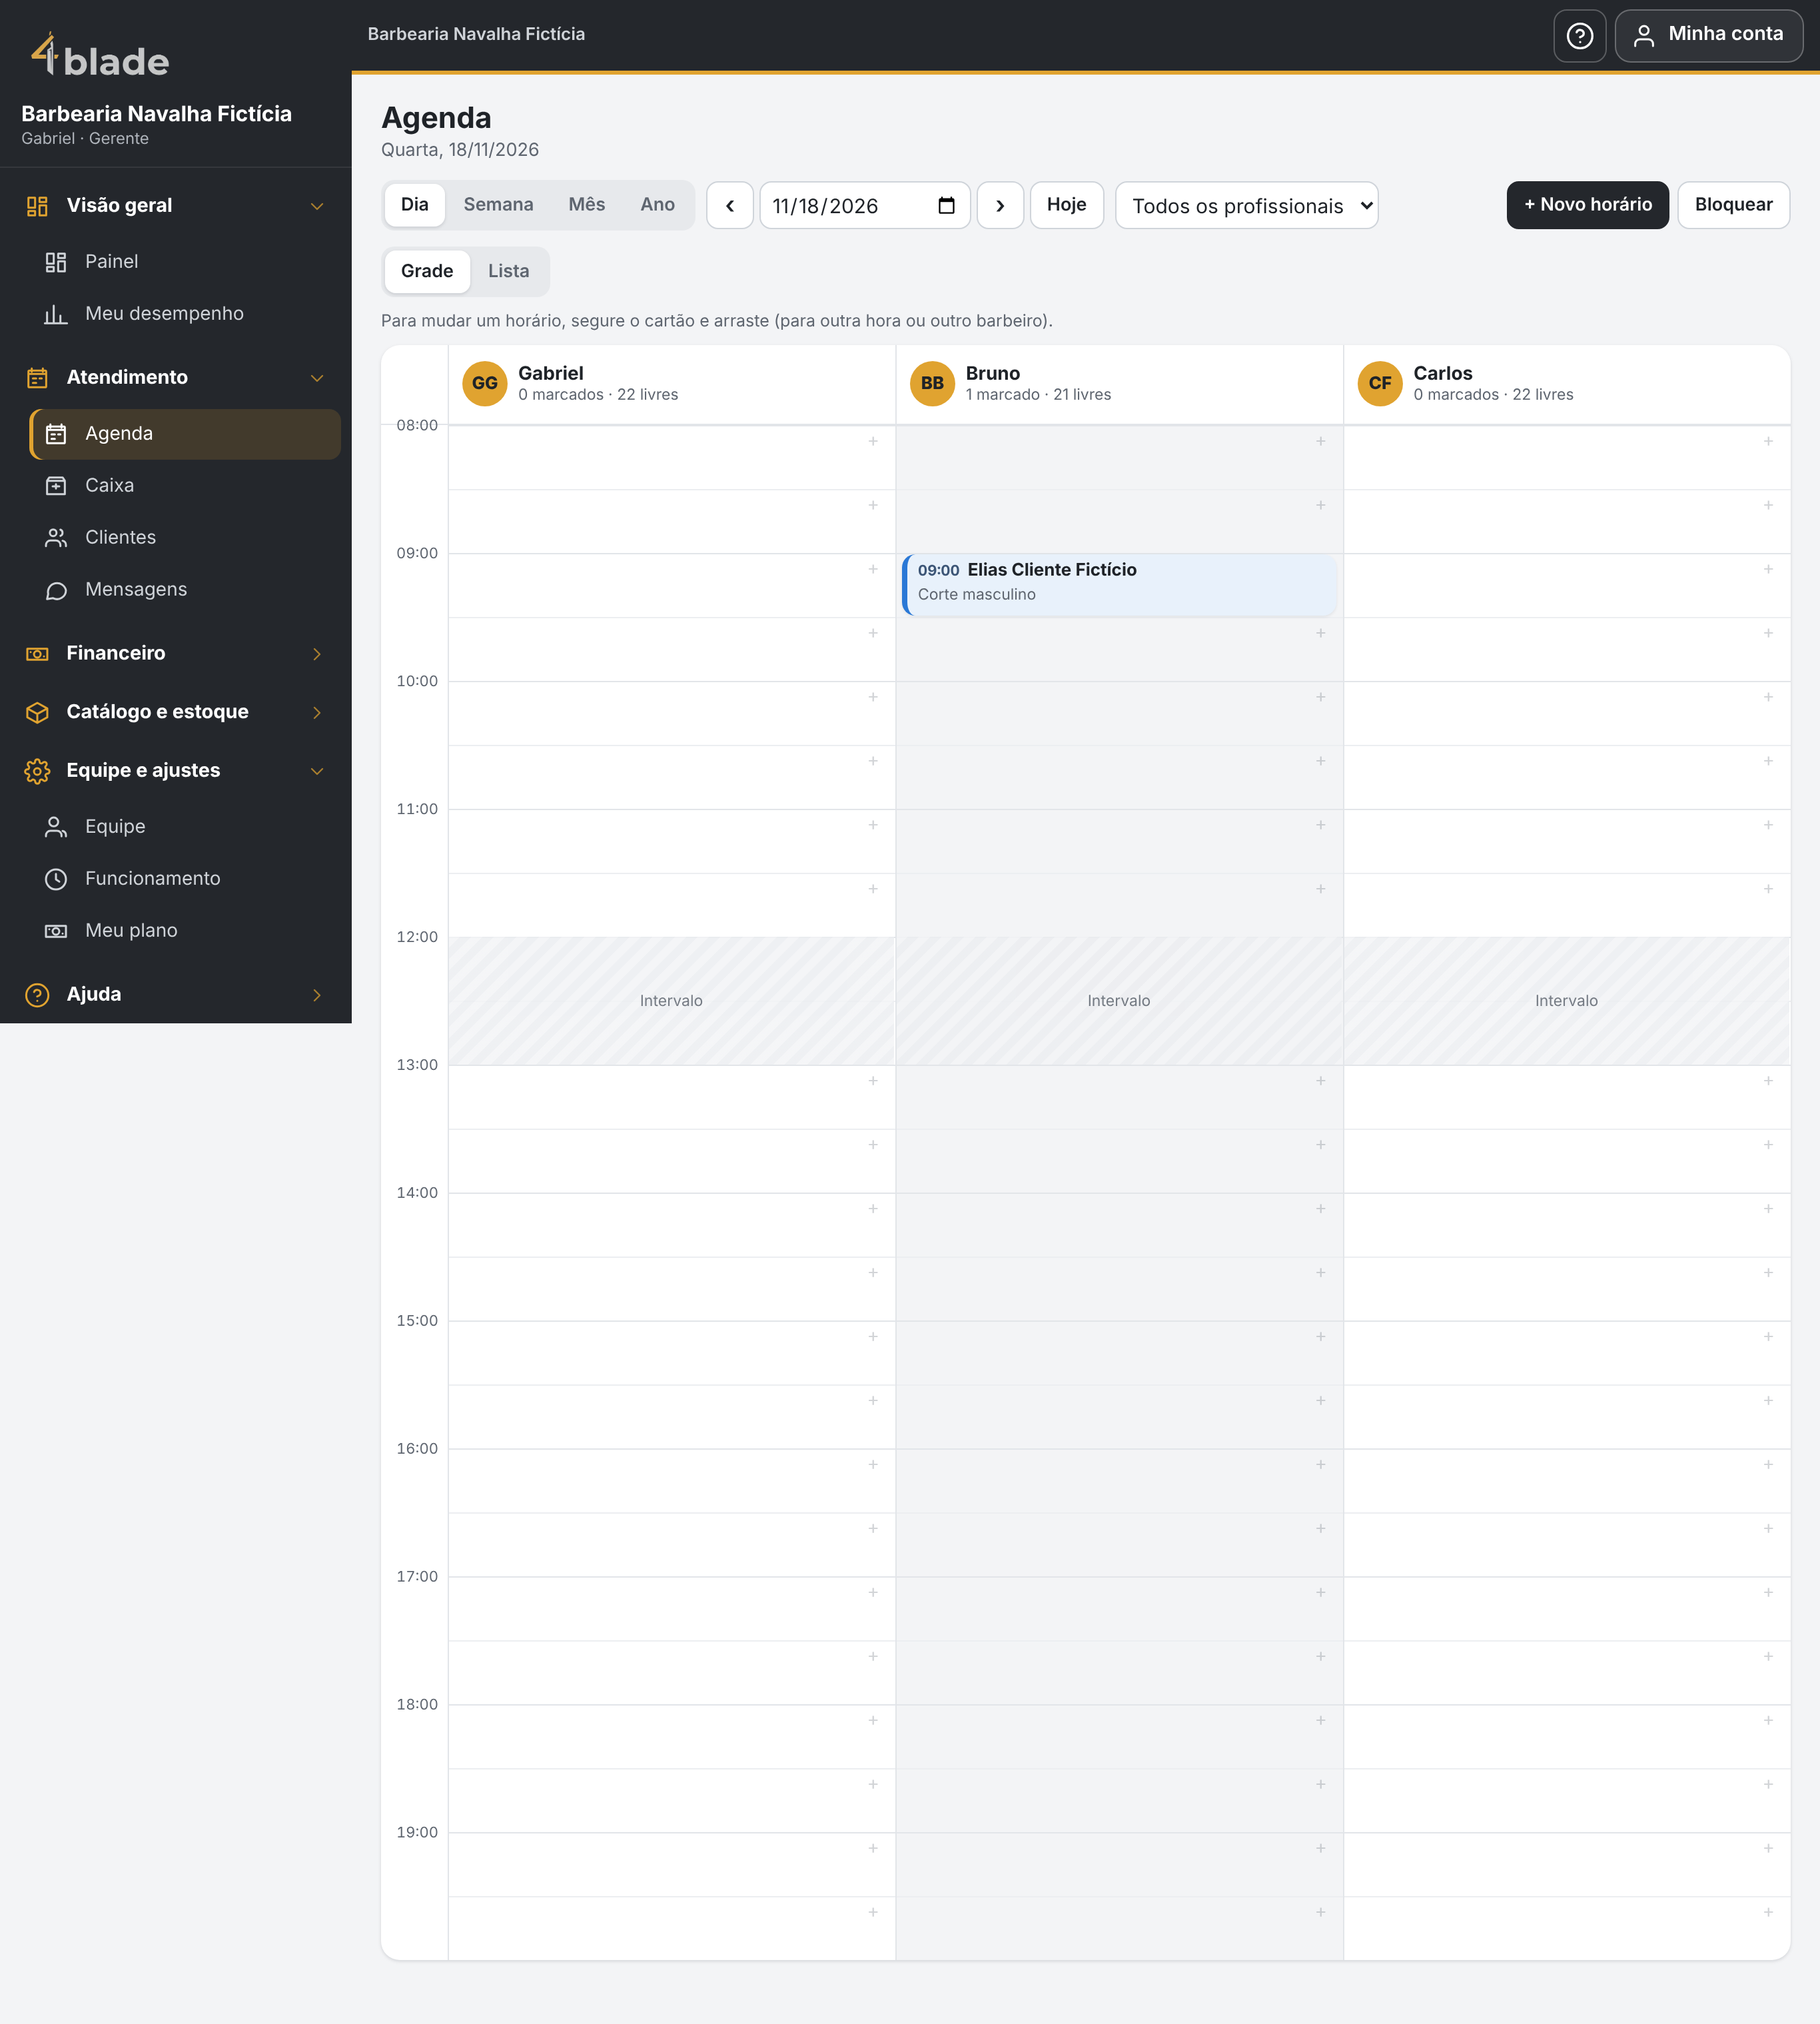 4blade
Barbearia Navalha Fictícia
Gabriel · Gerente
Visão geral
Painel
Meu desempenho
Atendimento
Agenda
Caixa
Clientes
Mensagens
Financeiro
Catálogo e estoque
Equipe e ajustes
Equipe
Funcionamento
Meu plano
Ajuda
Barbearia Navalha Fictícia
Minha conta
Agenda
Quarta, 18/11/2026
Dia Semana Mês Ano ‹ 11/18/2026 › Hoje Todos os profissionais + Novo horário Bloquear
Grade Lista
Para mudar um horário, segure o cartão e arraste (para outra hora ou outro barbeiro).
GG Gabriel
0 marcados · 22 livres
BB Bruno
1 marcado · 21 livres
CF Carlos
0 marcados · 22 livres
08:00
09:00
09:00 Elias Cliente Fictício
Corte masculino
10:00
11:00
12:00
Intervalo Intervalo Intervalo
13:00
14:00
15:00
16:00
17:00
18:00
19:00